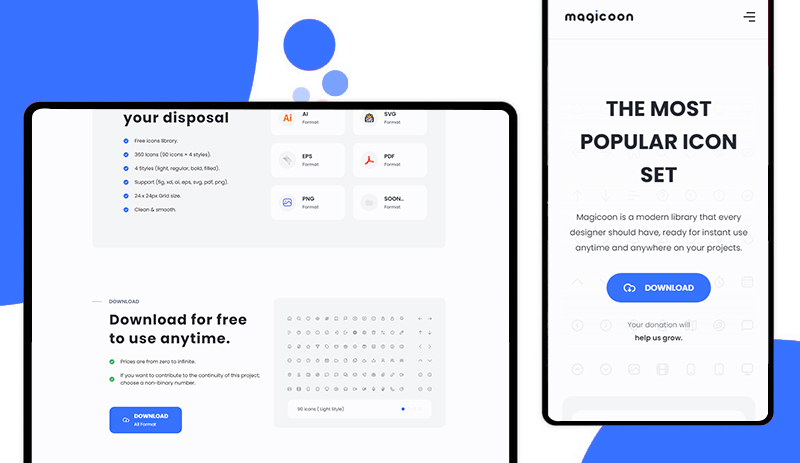 your disposal
Free icons library.
360 Icons (90 icons + 4 styles).
4 Styles (light, regular, bold, filled).
Support (fig, xd, ai, eps, svg, pdf, png).
24 x 24px Grid size.
Clean & smooth.
Ai
AI
Format
SVG
Format
EPS
Format
PDF
Format
PNG
Format
SOON..
Format
DOWNLOAD
Download for free
to use anytime.
Prices are from zero to infinite.
If you want to contribute to the continuity of this project;
choose a non-binary number.
DOWNLOAD
All Format
90 icons ( Light Style)
magicoon
THE MOST
POPULAR ICON
SET
Magicoon is a modern library that every
designer should have, ready for instant use
anytime and anywhere on your projects.
DOWNLOAD
Your donation will
help us grow.